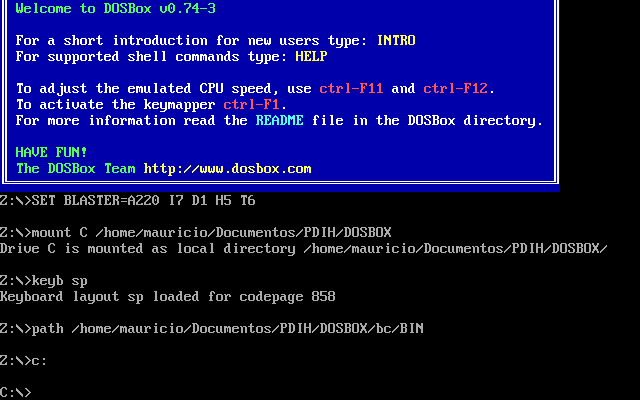 Welcome to DOSBox v0.74-3
For a short introduction for new users type: INTRO
For supported shell commands type: HELP
To adjust the emulated CPU speed, use ctrl-F11 and ctrl-F12.
To activate the keymapper ctrl-F1.
For more information read the README file in the DOSBox directory.
HAVE FUN!
The DOSBox Team http://www.dosbox.com
Z:\>SET BLASTER=A220 I7 D1 H5 T6
Z:\>mount C /home/mauricio/Documentos/PDIH/DOSBOX
Drive C is mounted as local directory /home/mauricio/Documentos/PDIH/DOSBOX/
Z:\>keyb sp
Keyboard layout sp loaded for codepage 858
Z:\>path /home/mauricio/Documentos/PDIH/DOSBOX/bc/BIN
Z:\>c:
C:\>